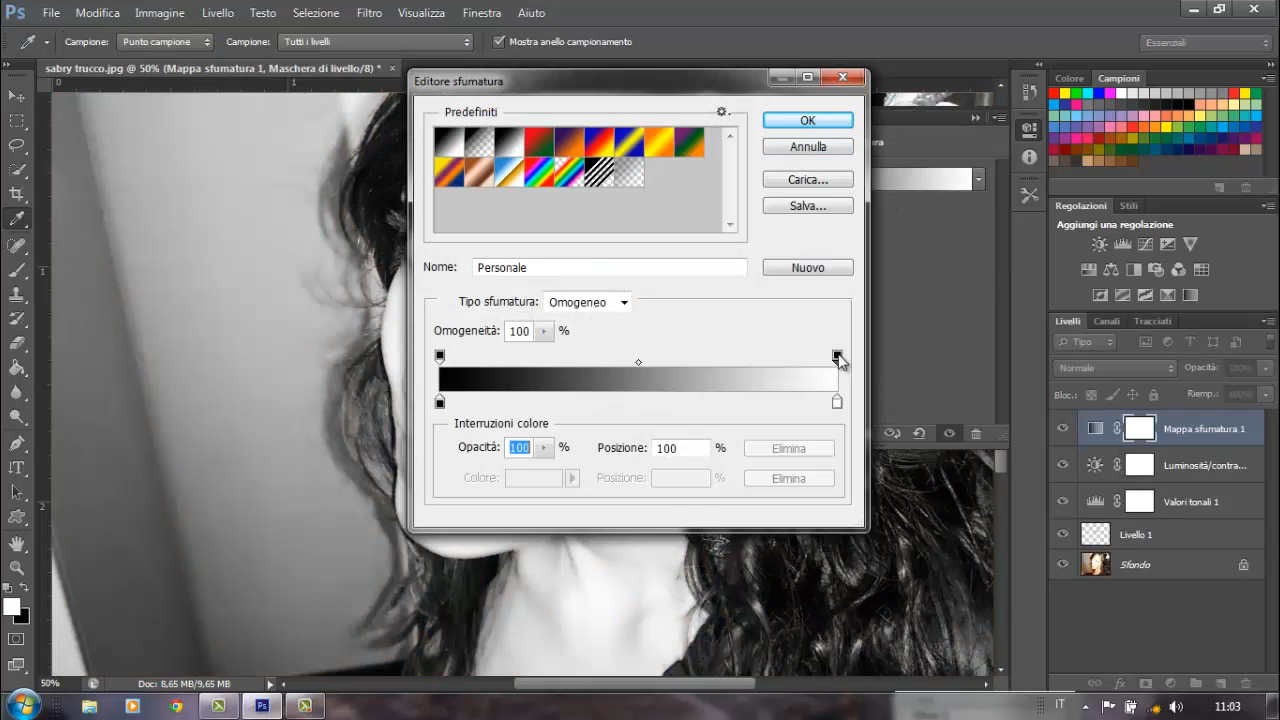 Ps File Modifica Immagine Livello Testo Selezione Filtro Visualizza Finestra Aiuto
Campione: Punto campione Campione: Tutti i livelli Mostra anello campionamento Essenziali
sabry trucco.jpg @ 50% (Mappa sfumatura 1, Maschera di livello/8) *
Editore sfumatura
Predefiniti
OK
Annulla
Carica...
Salva...
Nome: Personale
Nuovo
Tipo sfumatura: Omogeneo
Omogeneità: 100 %
Interruzioni colore
Opacità: 100 % Posizione: 100 % Elimina
Colore: Posizione: % Elimina
Colore Campioni
Regolazioni Stili
Aggiungi una regolazione
Livelli Canali Tracciati
Tipo
Normale Opacità: 100%
Bloc.: Riemp.: 100%
Mappa sfumatura 1
Luminosità/contra...
Valori tonali 1
Livello 1
Sfondo
50% Doc: 8,65 MB/9,65 MB
IT 11:03